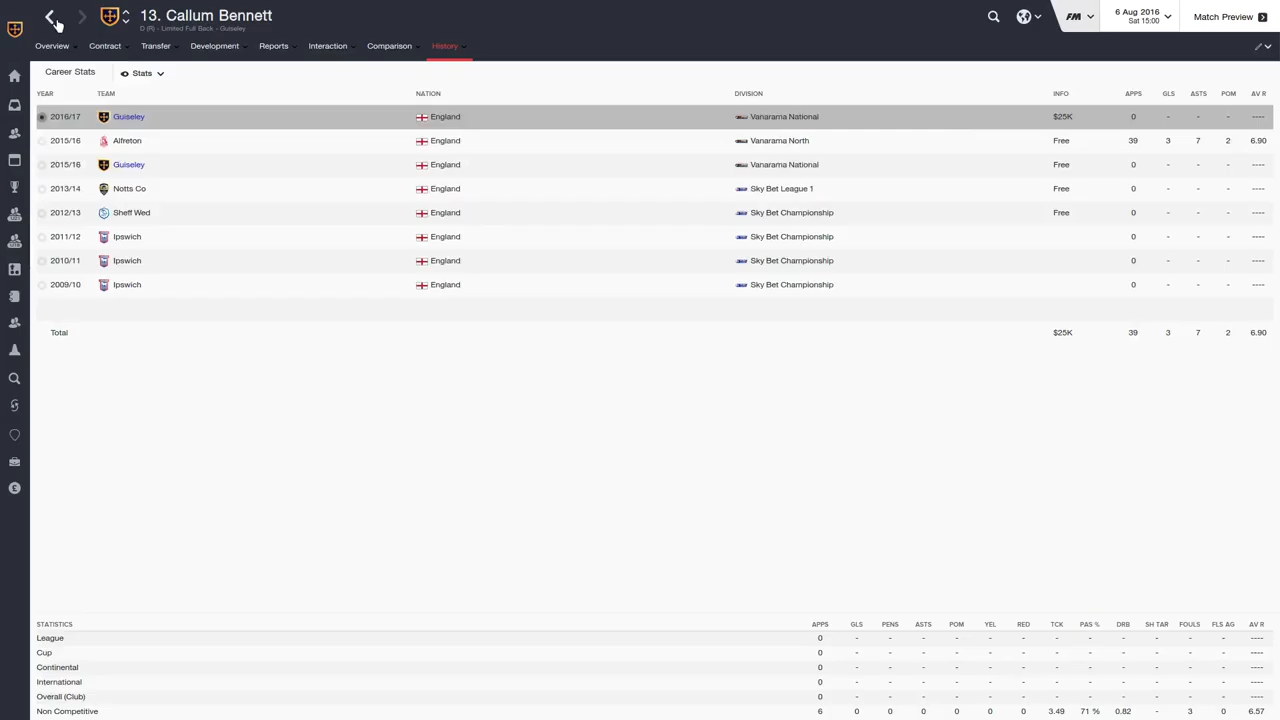 13. Callum Bennett
D (R) - Limited Full Back - Guiseley
FM
6 Aug 2016
Sat 15:00
Match Preview
Overview Contract Transfer Development Reports Interaction Comparison History
Career Stats Stats
YEAR TEAM NATION DIVISION INFO APPS GLS ASTS POM AV R
2016/17 Guiseley England Vanarama National $25K 0 - - - ----
2015/16 Alfreton England Vanarama North Free 39 3 7 2 6.90
2015/16 Guiseley England Vanarama National Free 0 - - - ----
2013/14 Notts Co England Sky Bet League 1 Free 0 - - - ----
2012/13 Sheff Wed England Sky Bet Championship Free 0 - - - ----
2011/12 Ipswich England Sky Bet Championship 0 - - - ----
2010/11 Ipswich England Sky Bet Championship 0 - - - ----
2009/10 Ipswich England Sky Bet Championship 0 - - - ----
Total $25K 39 3 7 2 6.90
STATISTICS APPS GLS PENS ASTS POM YEL RED TCK PAS % DRB SH TAR FOULS FLS AG AV R
League 0 - - - - - - - - - - - - ----
Cup 0 - - - - - - - - - - - - ----
Continental 0 - - - - - - - - - - - - ----
International 0 - - - - - - - - - - - - ----
Overall (Club) 0 - - - - - - - - - - - - ----
Non Competitive 6 0 0 0 0 0 0 3.49 71 % 0.82 - 3 0 6.57